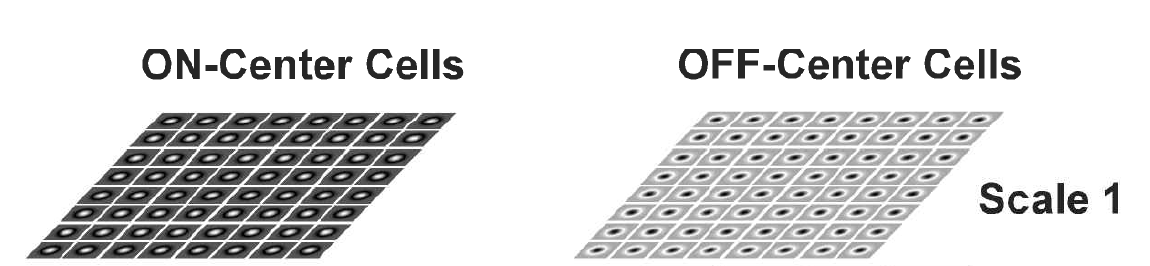 ON-Center Cells
OFF-Center Cells
Scale 1